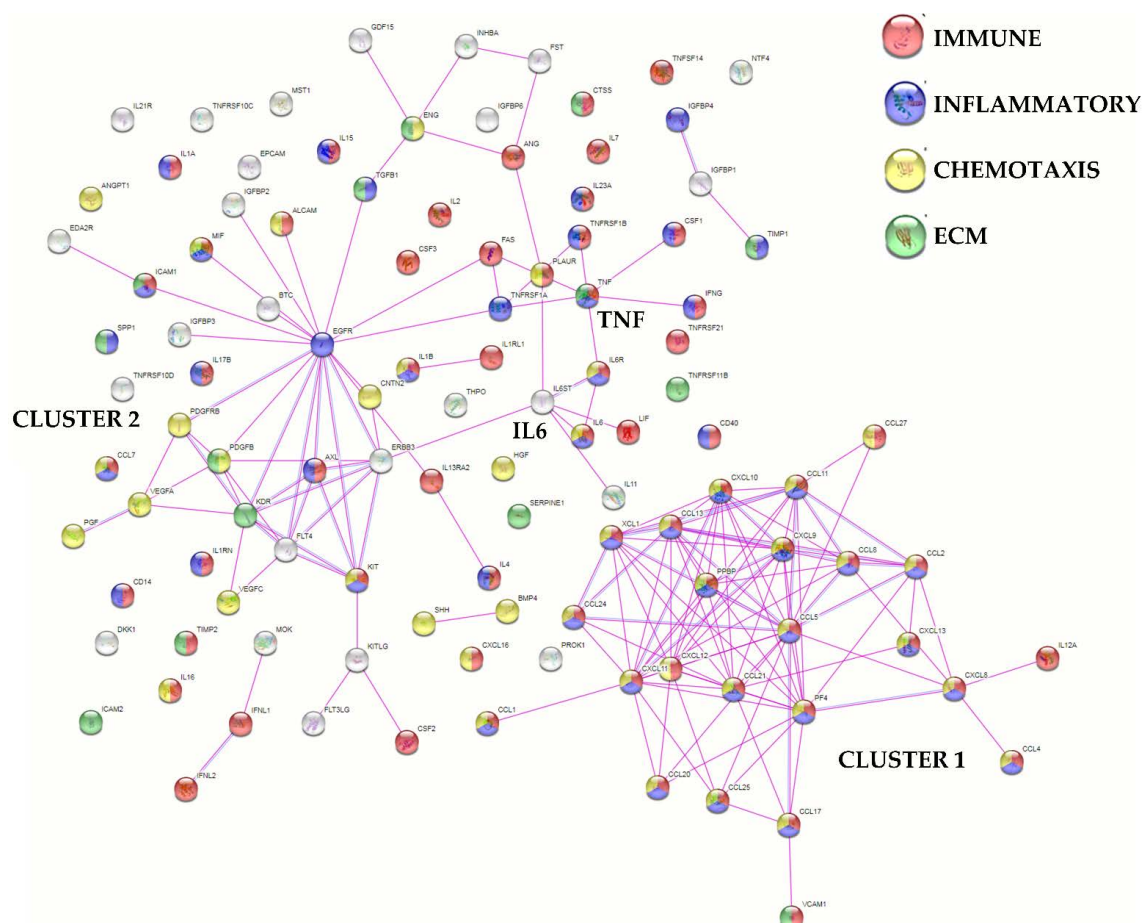 GDF15
INHBA
FST
TNFSF14
NTF4
IMMUNE
IL21R
TNFRSF10C
MST1
IGFBP6
CTSS
IGFBP4
INFLAMMATORY
ENG
IL1A
EPCAM
IL15
ANG
IL7
IGFBP1
CHEMOTAXIS
ANGPT1
IGFBP2
TGFB1
IL2
IL23A
ECM
EDA2R
ALCAM
MIF
CSF3
FAS
TNFRSF1B
CSF1
TIMP1
ICAM1
BTC
PLAUR
TNFRSF1A
TNF
IFNG
TNF
SPP1
IGFBP3
EGFR
TNFRSF21
IL17B
IL1B
IL1RL1
IL6R
TNFRSF10D
CNTN2
THPO
IL6ST
TNFRSF11B
CLUSTER 2
PDGFRB
IL6
IL6
LIF
CD40
CCL27
CCL7
PDGFB
AXL
ERBB3
HGF
IL13RA2
IL11
CXCL10
CCL11
VEGFA
KDR
SERPINE1
PGF
FLT4
XCL1
CCL13
CXCL9
CCL8
CCL2
IL1RN
KIT
IL4
PPBP
CD14
VEGFC
SHH
BMP4
CCL24
CCL5
CXCL13
DKK1
TIMP2
MOK
KITLG
CXCL16
PROK1
CXCL12
IL12A
IL16
CXCL11
CCL21
CXCL6
ICAM2
IFNL1
FLT3LG
CSF2
CCL1
PF4
CLUSTER 1
CCL4
IFNL2
CCL20
CCL25
CCL17
VCAM1